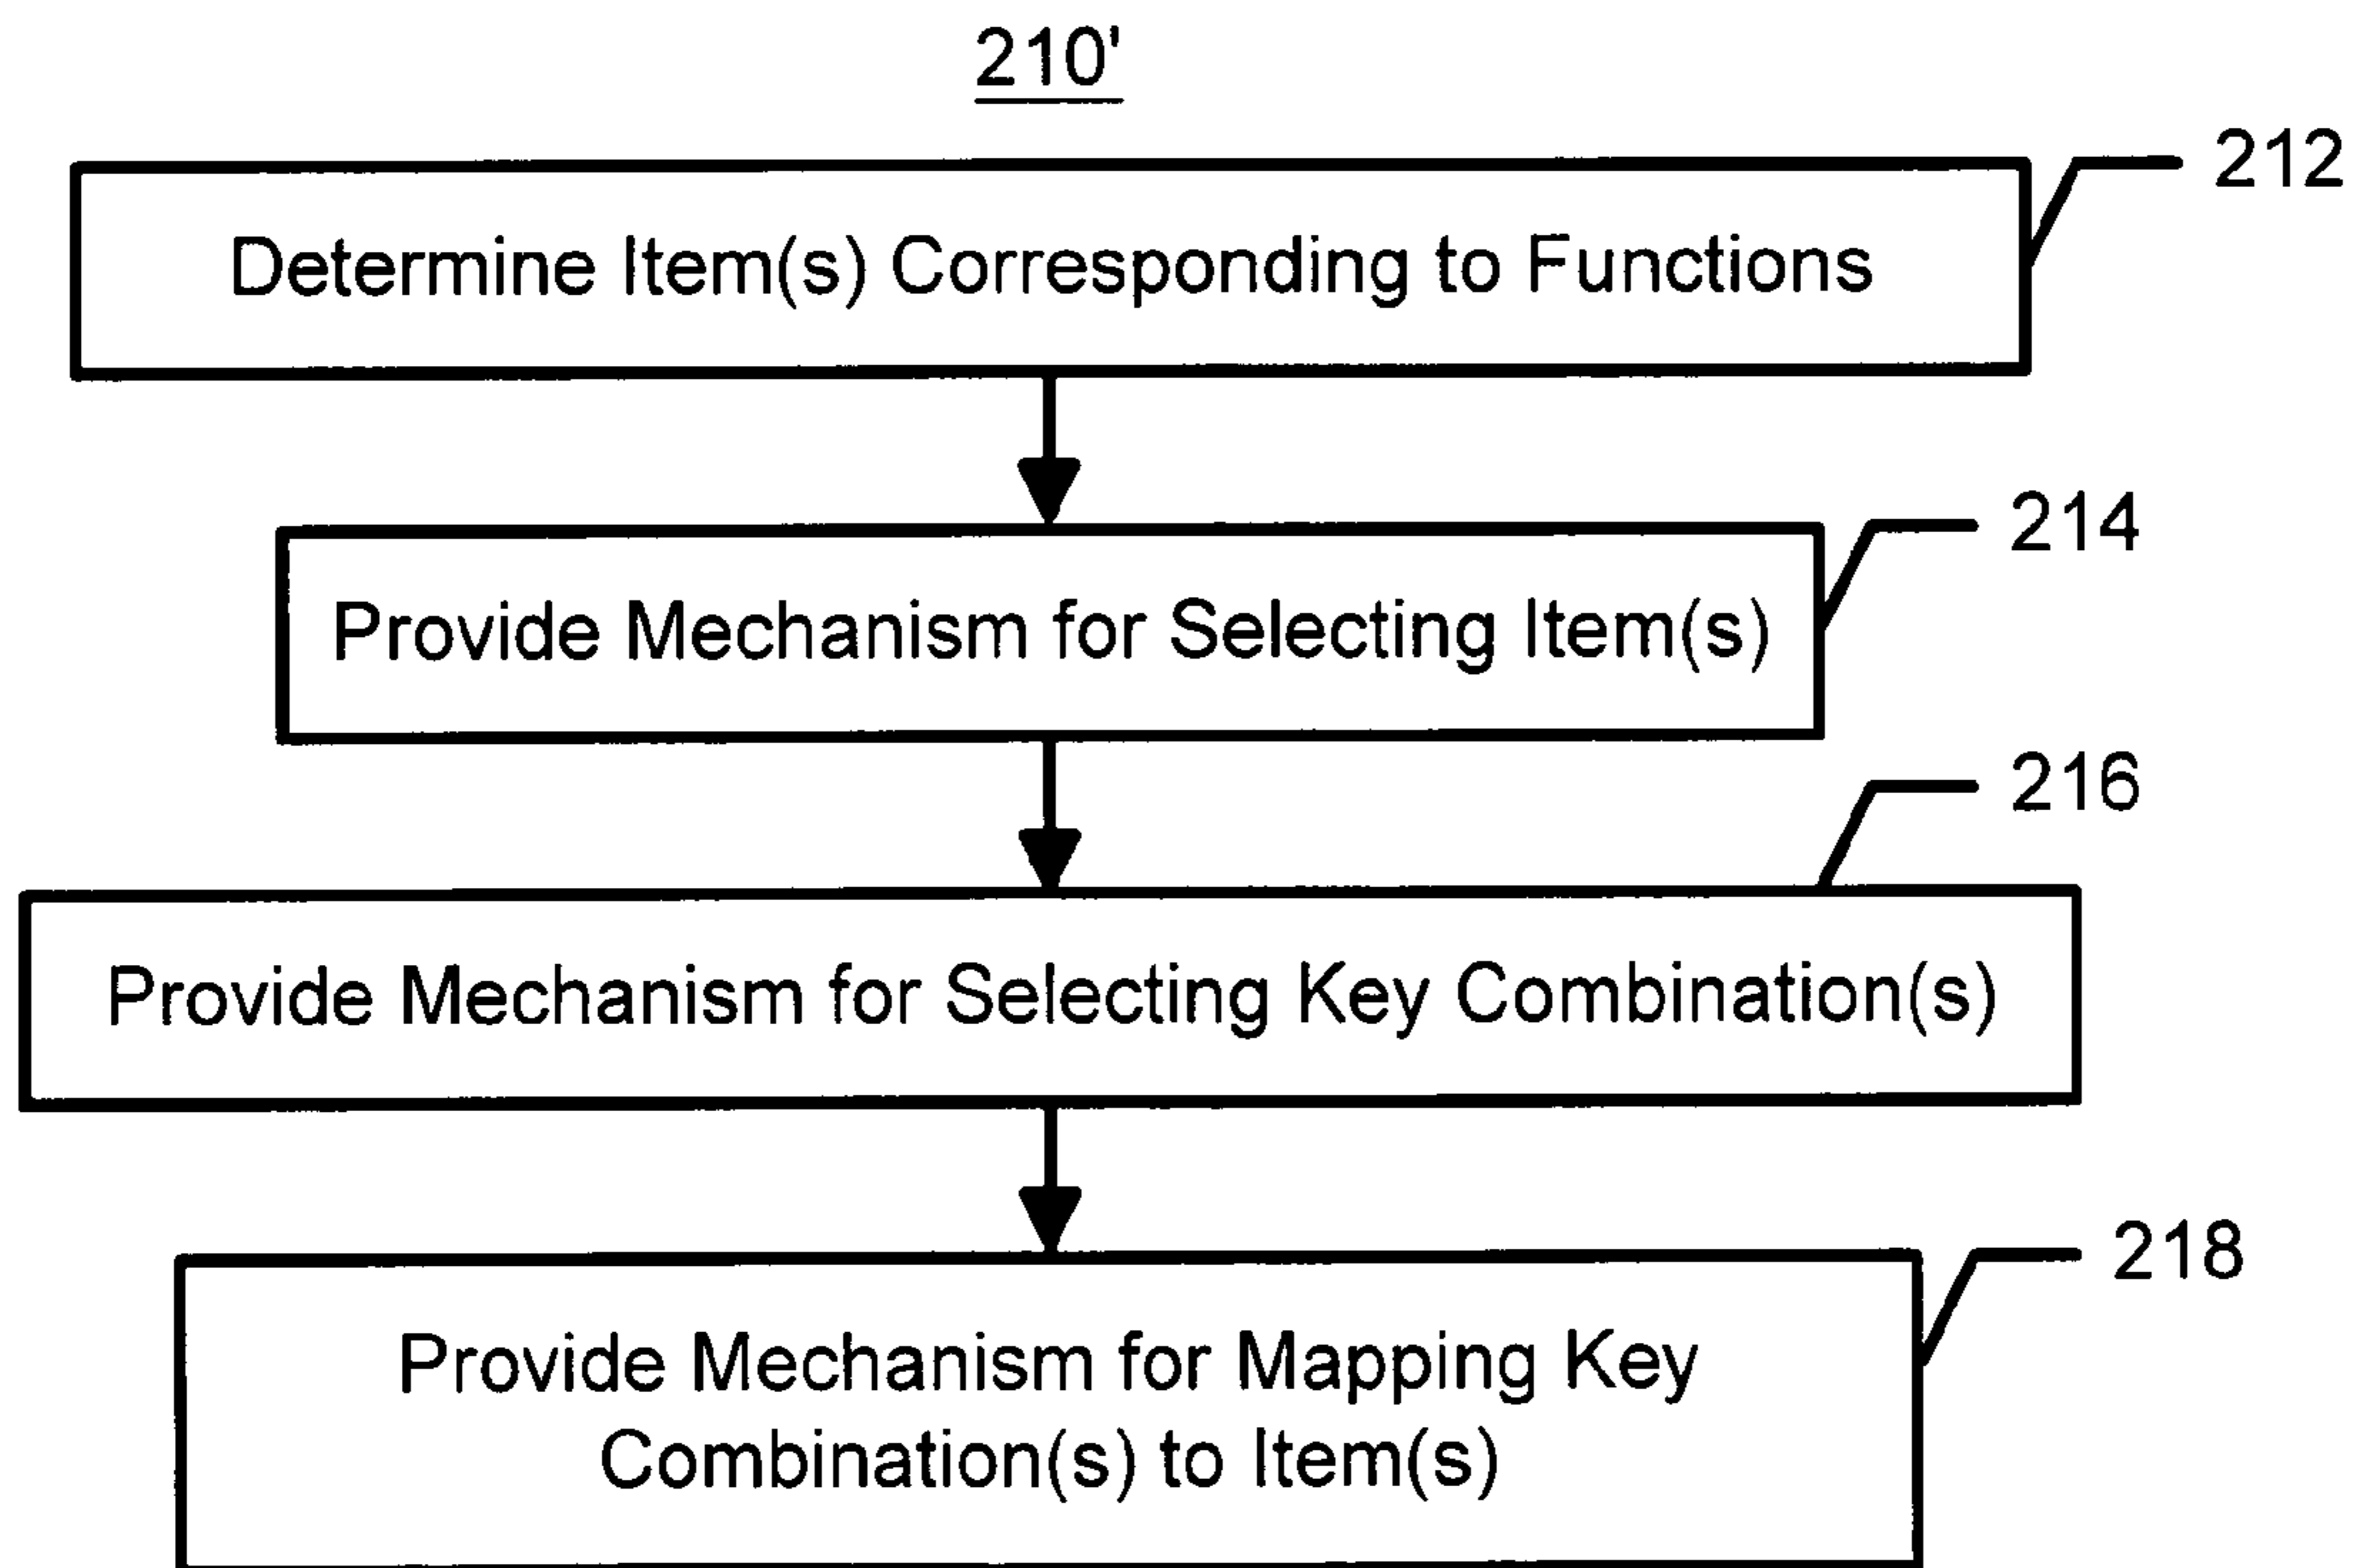 210'
212
Determine Item(s) Corresponding to Functions
214
Provide Mechanism for Selecting Item(s)
216
Provide Mechanism for Selecting Key Combination(s)
218
Provide Mechanism for Mapping Key
Combination(s) to Item(s)